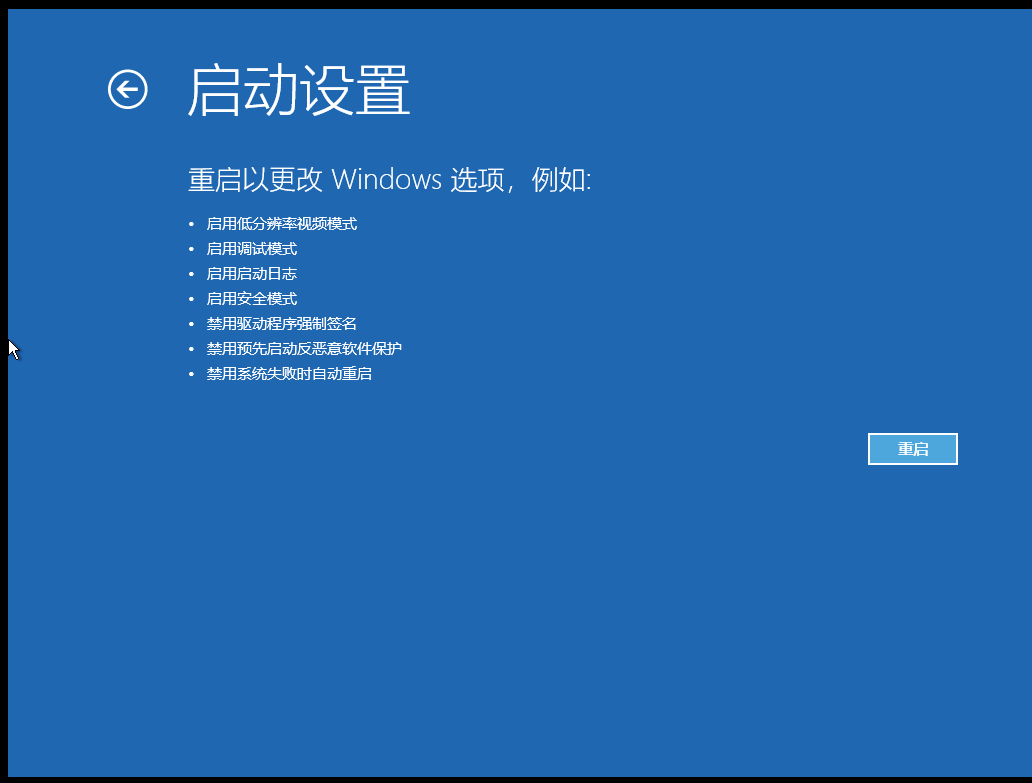 启动设置
重启以更改 Windows 选项，例如:
• 启用低分辨率视频模式
• 启用调试模式
• 启用启动日志
• 启用安全模式
• 禁用驱动程序强制签名
• 禁用预先启动反恶意软件保护
• 禁用系统失败时自动重启
重启